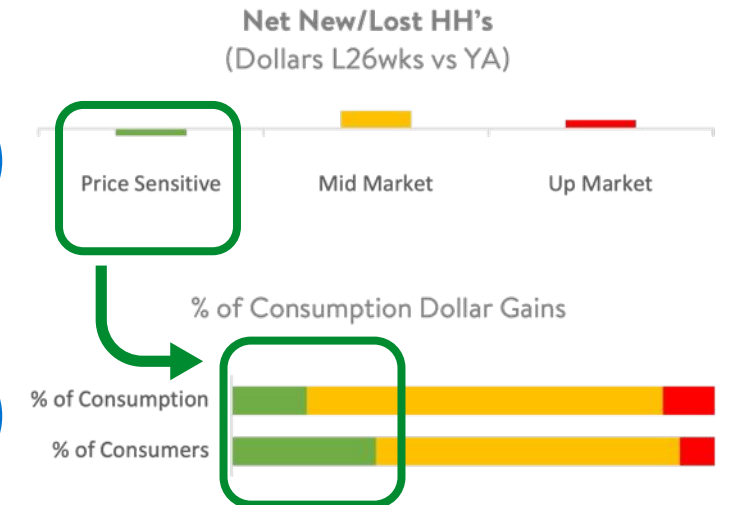 Net New/Lost HH's
(Dollars L26wks vs YA)
Price Sensitive
Mid Market
Up Market
% of Consumption Dollar Gains
% of Consumption
% of Consumers